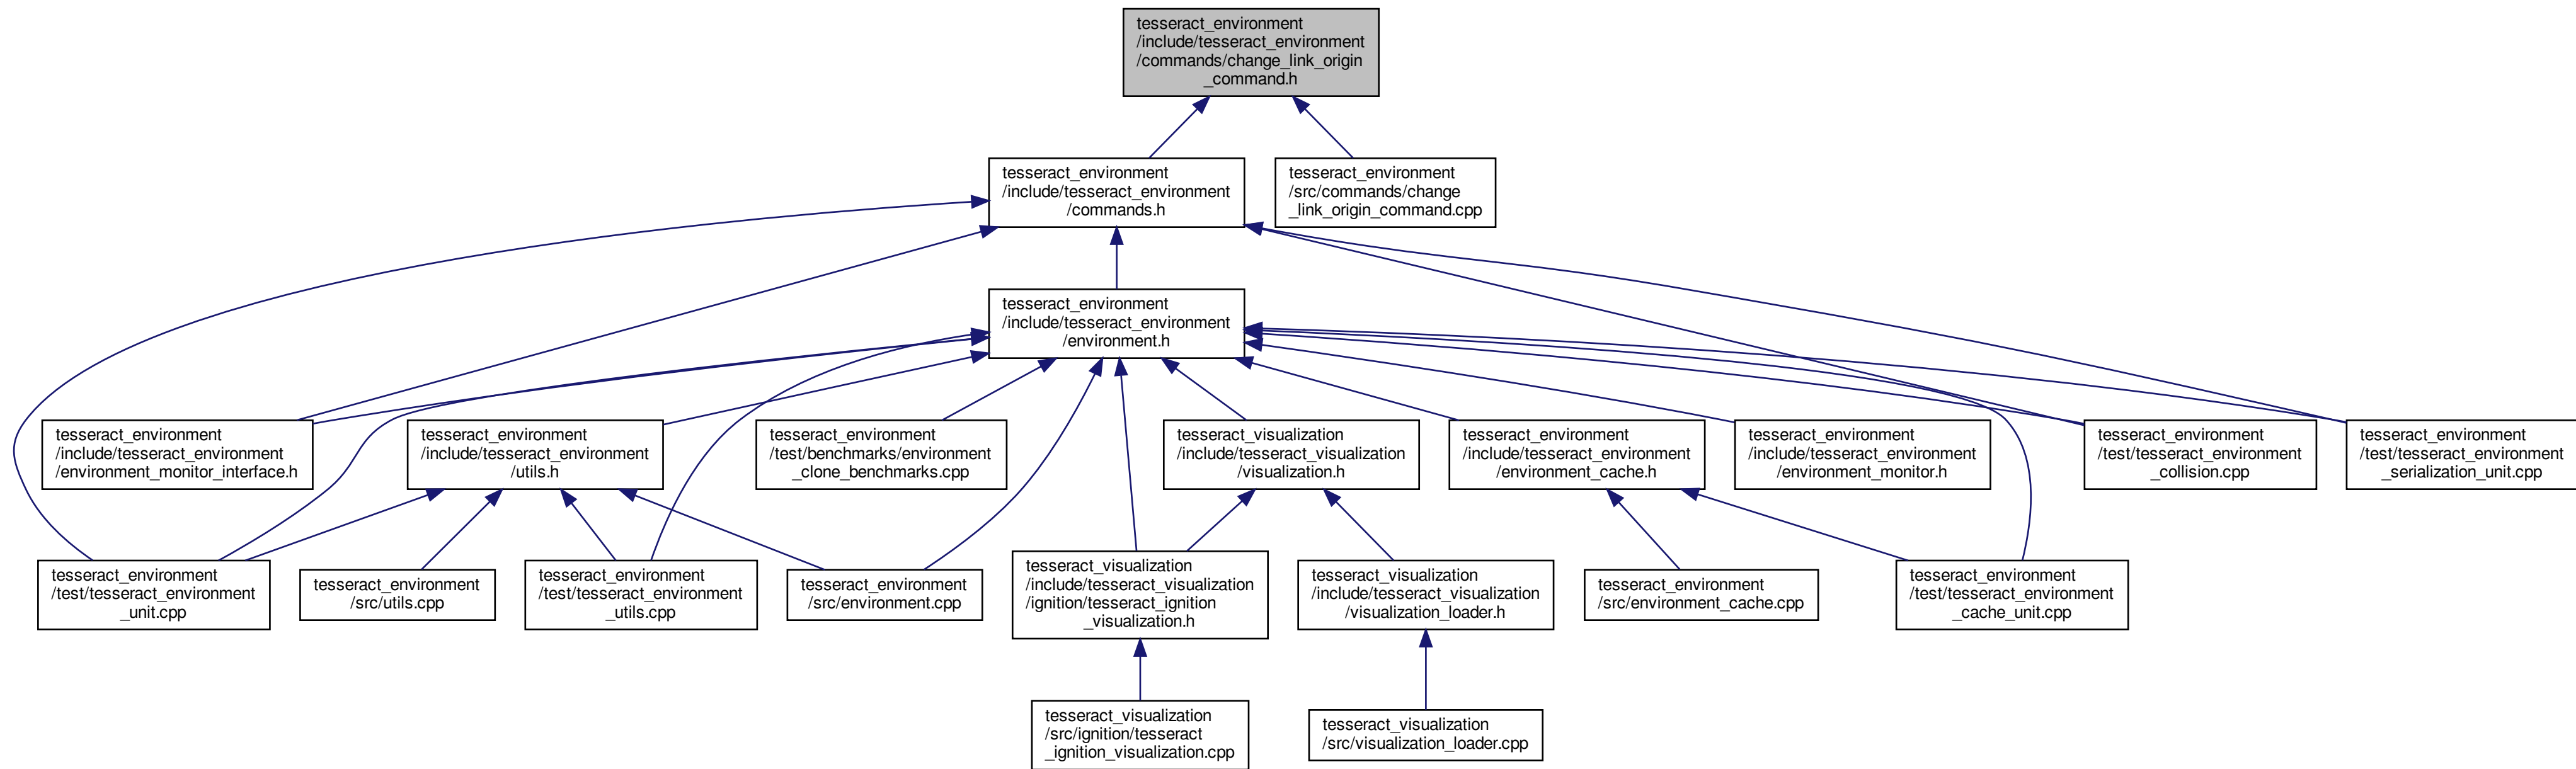 tesseract_environment
/include/tesseract_environment
/commands/change_link_origin
_command.h
tesseract_environment
/include/tesseract_environment
/commands.h
tesseract_environment
/src/commands/change
_link_origin_command.cpp
tesseract_environment
/include/tesseract_environment
/environment.h
tesseract_environment
/include/tesseract_environment
/environment_monitor_interface.h
tesseract_environment
/include/tesseract_environment
/utils.h
tesseract_environment
/test/benchmarks/environment
_clone_benchmarks.cpp
tesseract_visualization
/include/tesseract_visualization
/visualization.h
tesseract_environment
/include/tesseract_environment
/environment_cache.h
tesseract_environment
/include/tesseract_environment
/environment_monitor.h
tesseract_environment
/test/tesseract_environment
_collision.cpp
tesseract_environment
/test/tesseract_environment
_serialization_unit.cpp
tesseract_environment
/test/tesseract_environment
_unit.cpp
tesseract_environment
/src/utils.cpp
tesseract_environment
/test/tesseract_environment
_utils.cpp
tesseract_environment
/src/environment.cpp
tesseract_visualization
/include/tesseract_visualization
/ignition/tesseract_ignition
_visualization.h
tesseract_visualization
/include/tesseract_visualization
/visualization_loader.h
tesseract_environment
/src/environment_cache.cpp
tesseract_environment
/test/tesseract_environment
_cache_unit.cpp
tesseract_visualization
/src/ignition/tesseract
_ignition_visualization.cpp
tesseract_visualization
/src/visualization_loader.cpp